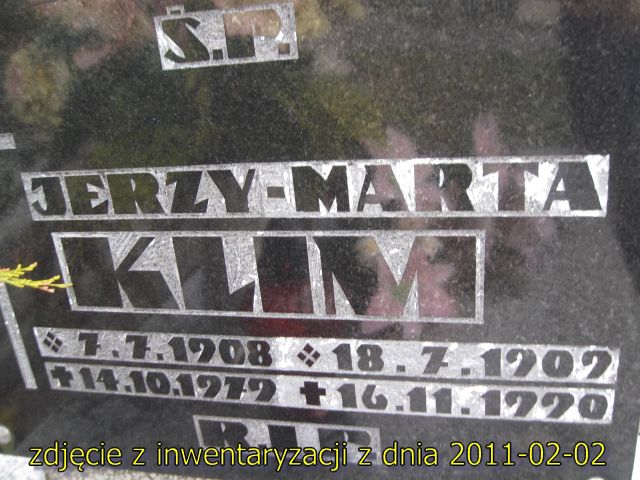 Ś.P.
JERZY-MARTA
KLIM
❖ 7.7.1908 ❖ 18.7.1909
✝ 14.10.1979 ✝ 16.11.1990
R.I.P
zdjęcie z inwentaryzacji z dnia 2011-02-02